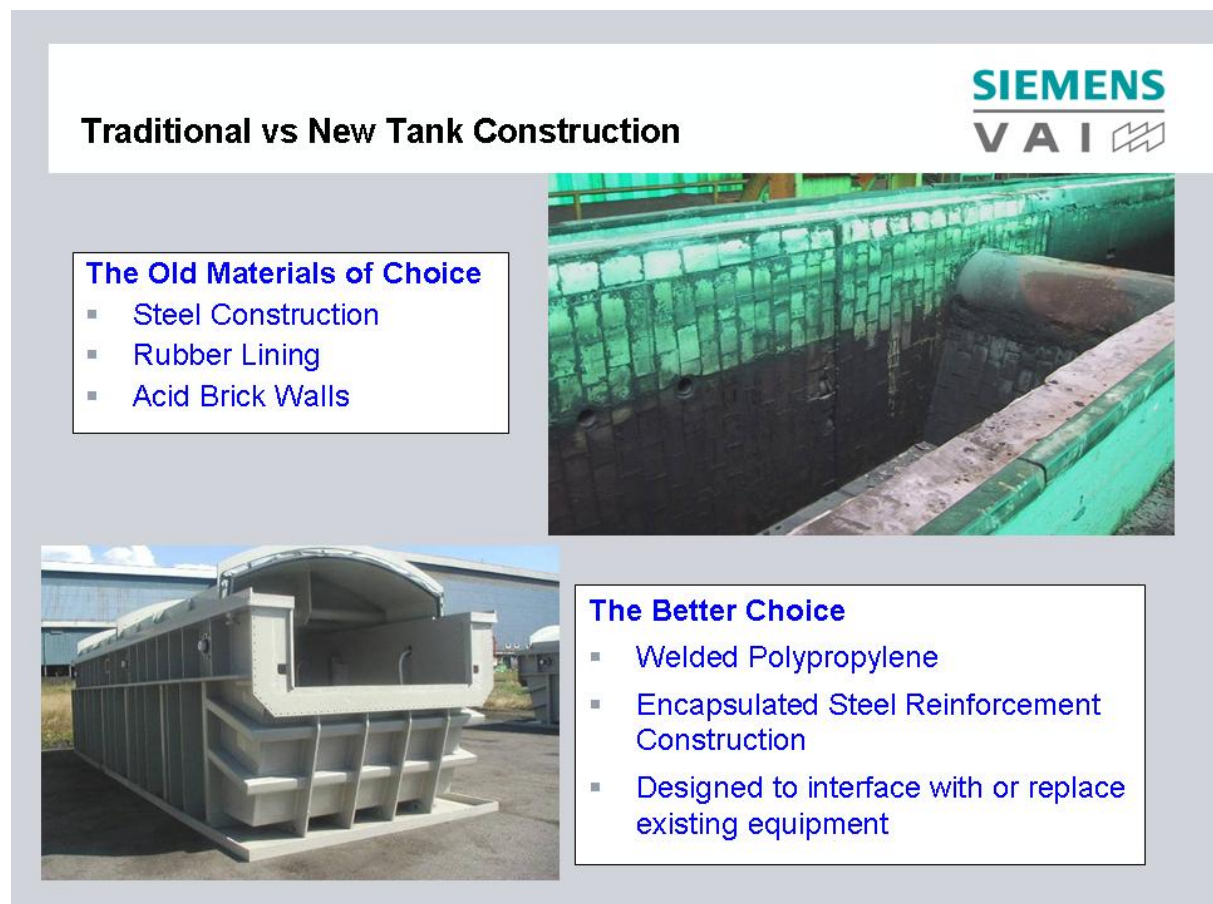 Traditional vs New Tank Construction
SIEMENS
VAI
The Old Materials of Choice
▪ Steel Construction
▪ Rubber Lining
▪ Acid Brick Walls
The Better Choice
▪ Welded Polypropylene
▪ Encapsulated Steel Reinforcement
Construction
▪ Designed to interface with or replace
existing equipment